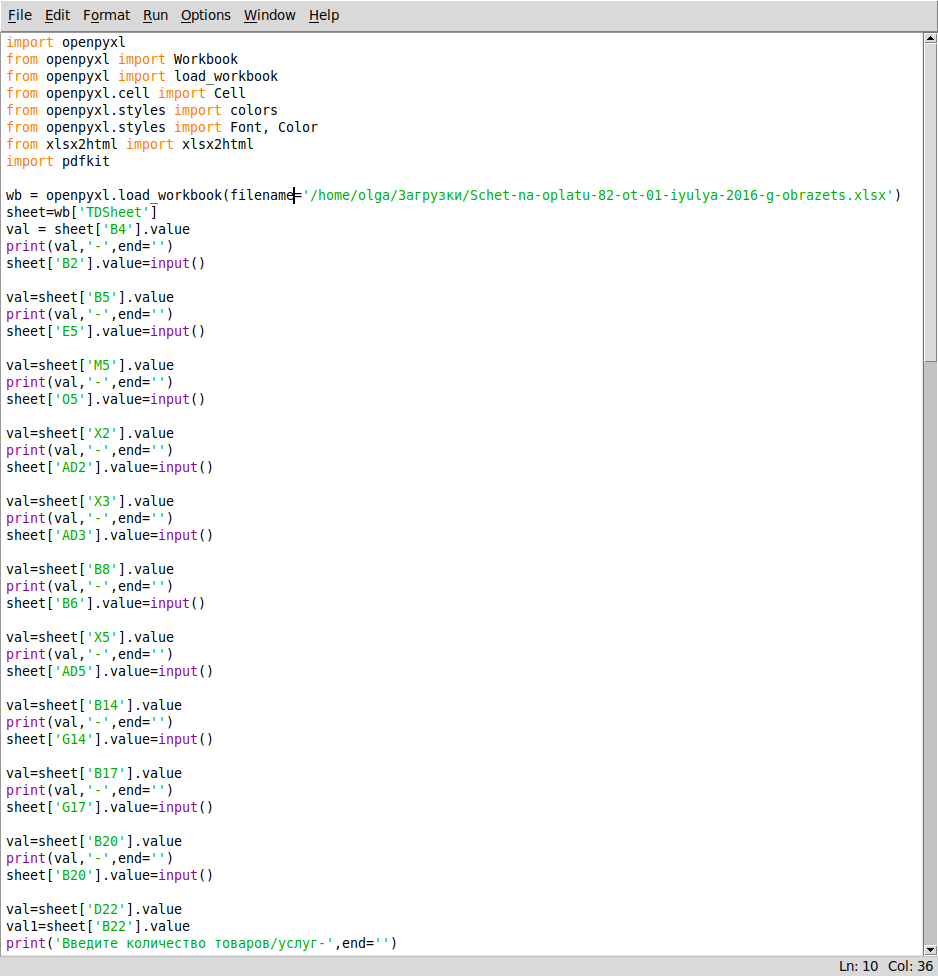 File Edit Format Run Options Window Help
import openpyxl
from openpyxl import Workbook
from openpyxl import load_workbook
from openpyxl.cell import Cell
from openpyxl.styles import colors
from openpyxl.styles import Font, Color
from xlsx2html import xlsx2html
import pdfkit
wb = openpyxl.load_workbook(filename='/home/olga/Загрузки/Schet-na-oplatu-82-ot-01-iyulya-2016-g-obrazets.xlsx')
sheet=wb['TDSheet']
val = sheet['B4'].value
print(val,'-',end='')
sheet['B2'].value=input()
val=sheet['B5'].value
print(val,'-',end='')
sheet['E5'].value=input()
val=sheet['M5'].value
print(val,'-',end='')
sheet['O5'].value=input()
val=sheet['X2'].value
print(val,'-',end='')
sheet['AD2'].value=input()
val=sheet['X3'].value
print(val,'-',end='')
sheet['AD3'].value=input()
val=sheet['B8'].value
print(val,'-',end='')
sheet['B6'].value=input()
val=sheet['X5'].value
print(val,'-',end='')
sheet['AD5'].value=input()
val=sheet['B14'].value
print(val,'-',end='')
sheet['G14'].value=input()
val=sheet['B17'].value
print(val,'-',end='')
sheet['G17'].value=input()
val=sheet['B20'].value
print(val,'-',end='')
sheet['B20'].value=input()
val=sheet['D22'].value
val1=sheet['B22'].value
print('Введите количество товаров/услуг-',end='')
Ln: 10 Col: 36